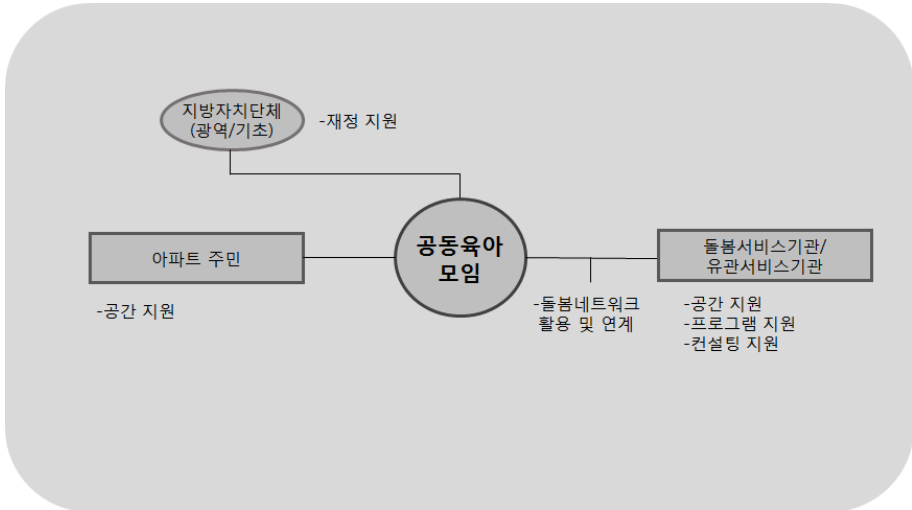 지방자치단체
(광역/기초)
-재정 지원
공동육아
모임
아파트 주민
-공간 지원
돌봄서비스기관/
유관서비스기관
-돌봄네트워크
활용 및 연계
-공간 지원
-프로그램 지원
-컨설팅 지원